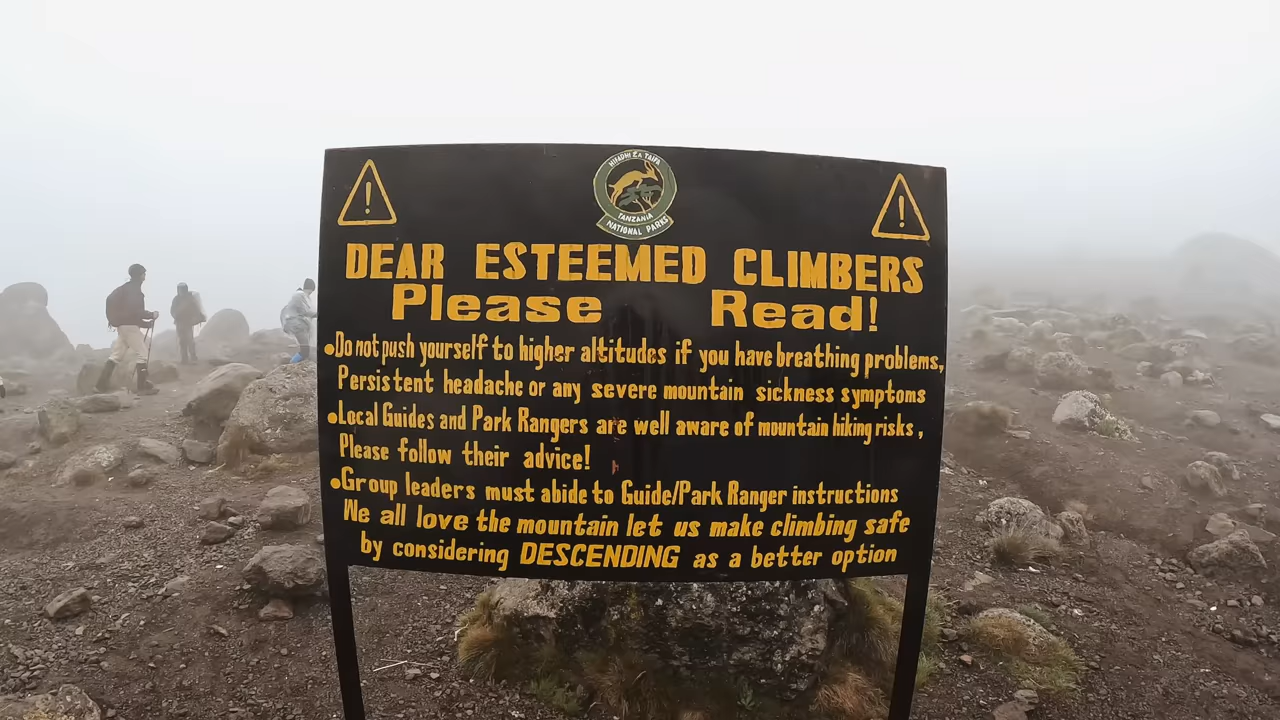 HIFADHI ZA TAIFA
TANZANIA
NATIONAL PARKS
DEAR ESTEEMED CLIMBERS
Please Read!
•Do not push yourself to higher altitudes if you have breathing problems,
Persistent headache or any severe mountain sickness symptoms
•Local Guides and Park Rangers are well aware of mountain hiking risks,
Please follow their advice!
•Group leaders must abide to Guide/Park Ranger instructions
We all love the mountain let us make climbing safe
by considering DESCENDING as a better option